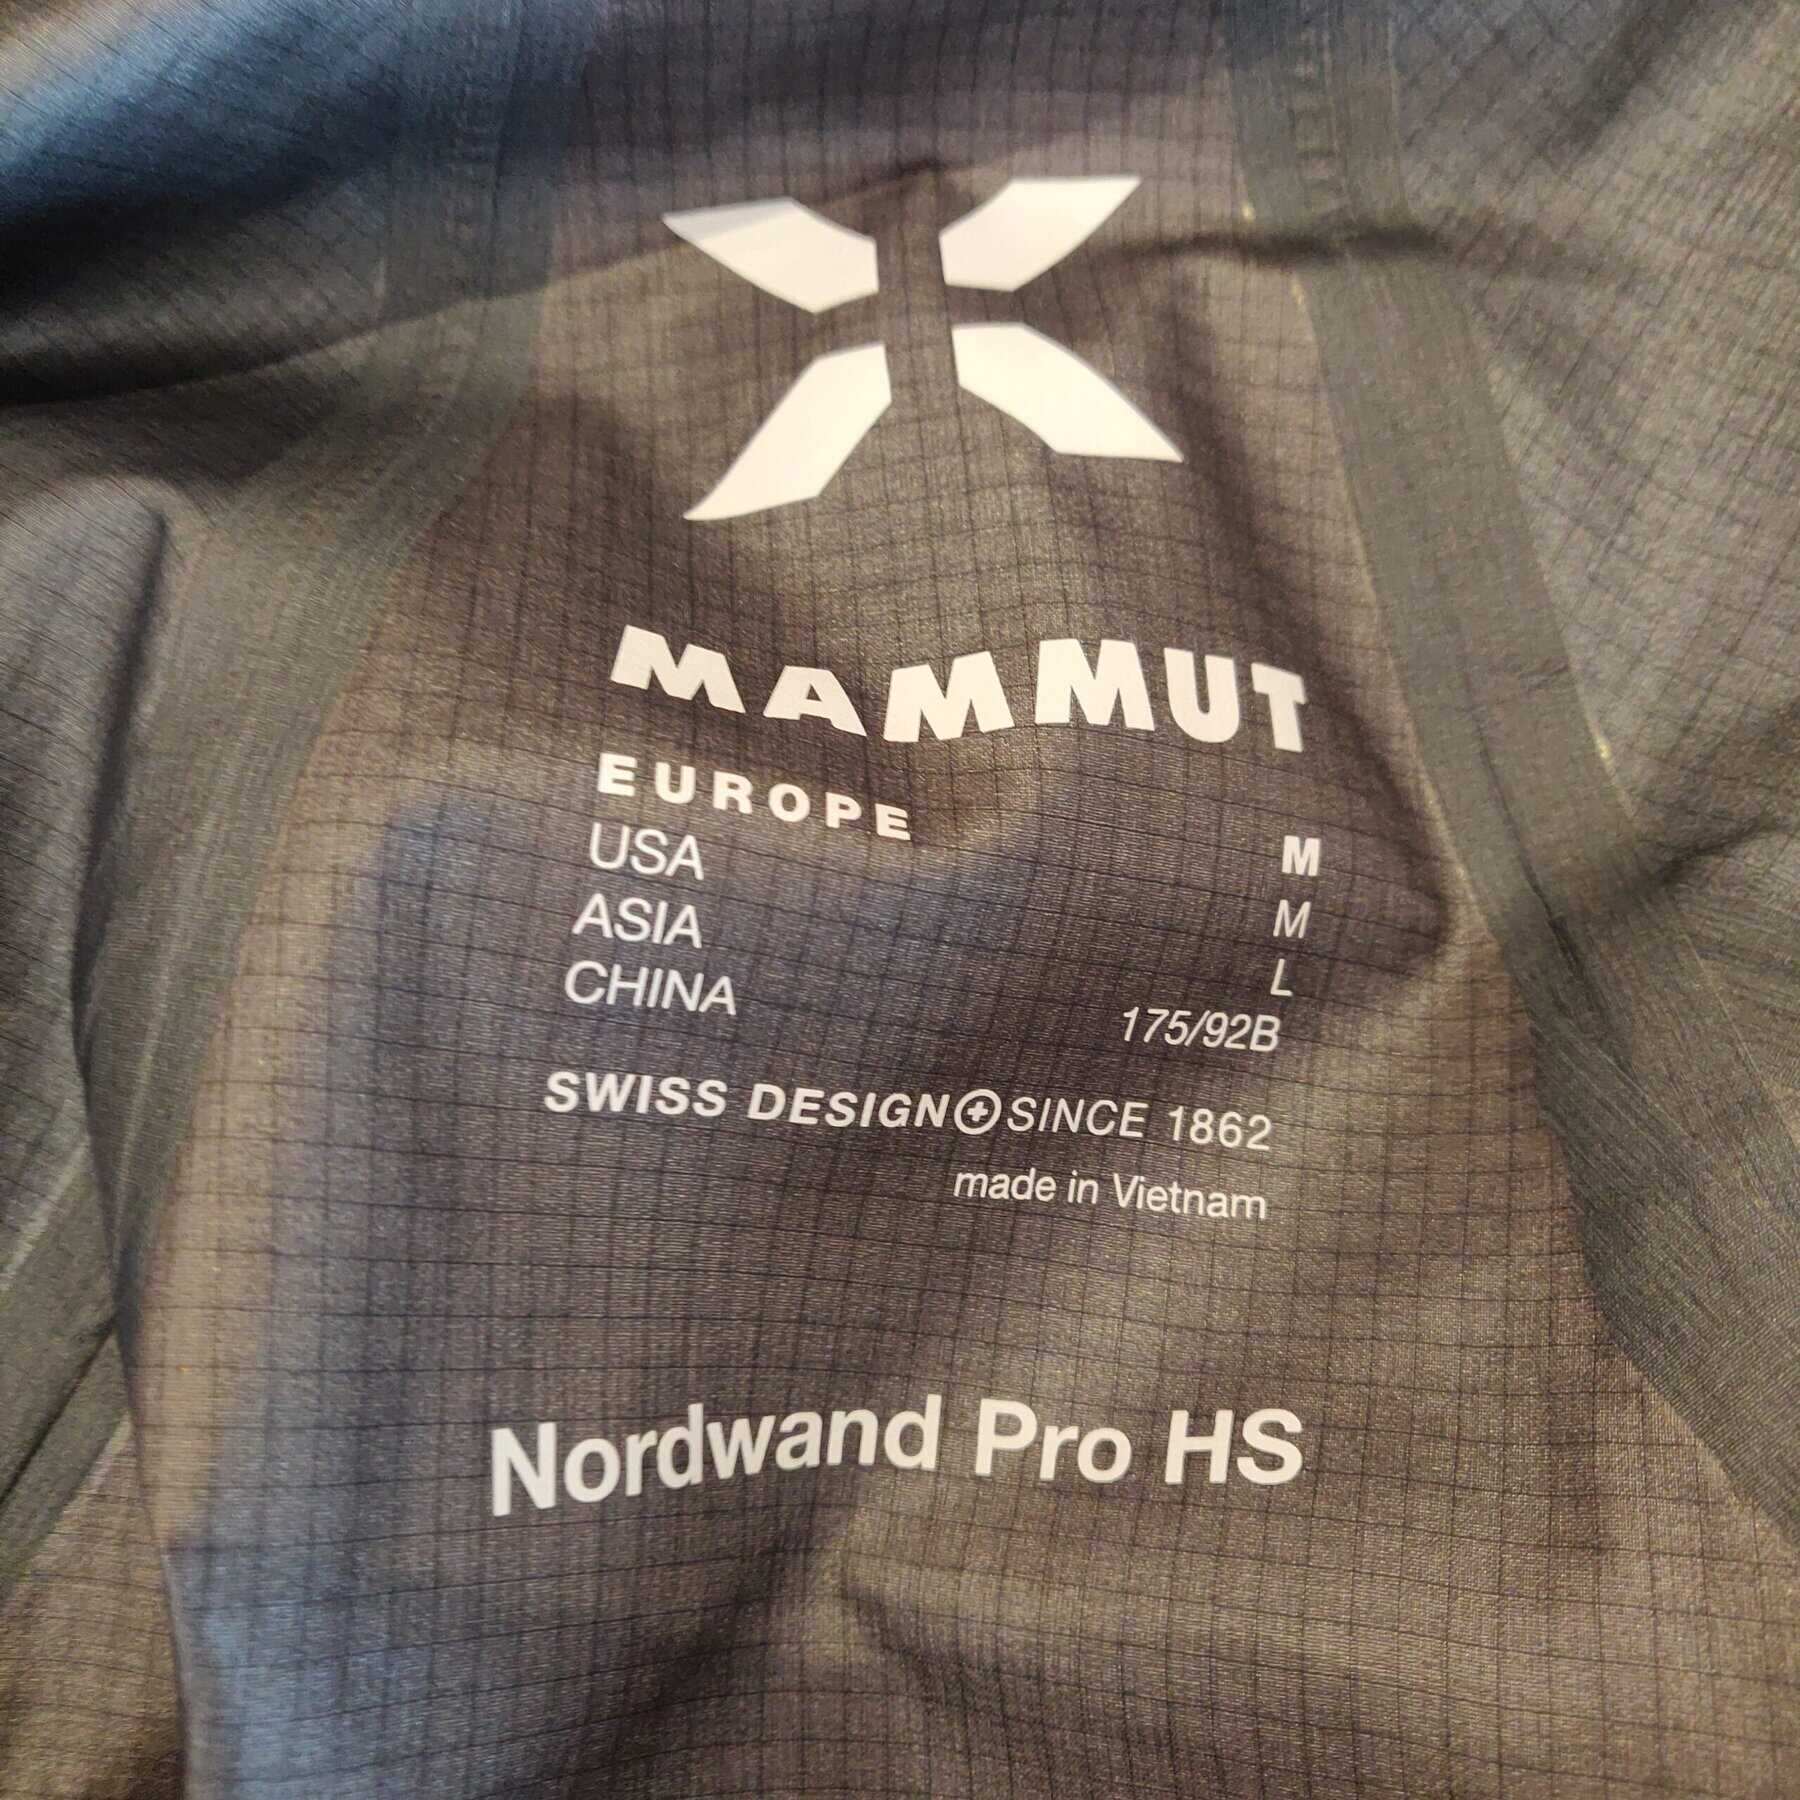 MAMMUT
EUROPE M
USA M
ASIA L
CHINA 175/92B
SWISS DESIGN SINCE 1862
made in Vietnam
Nordwand Pro HS